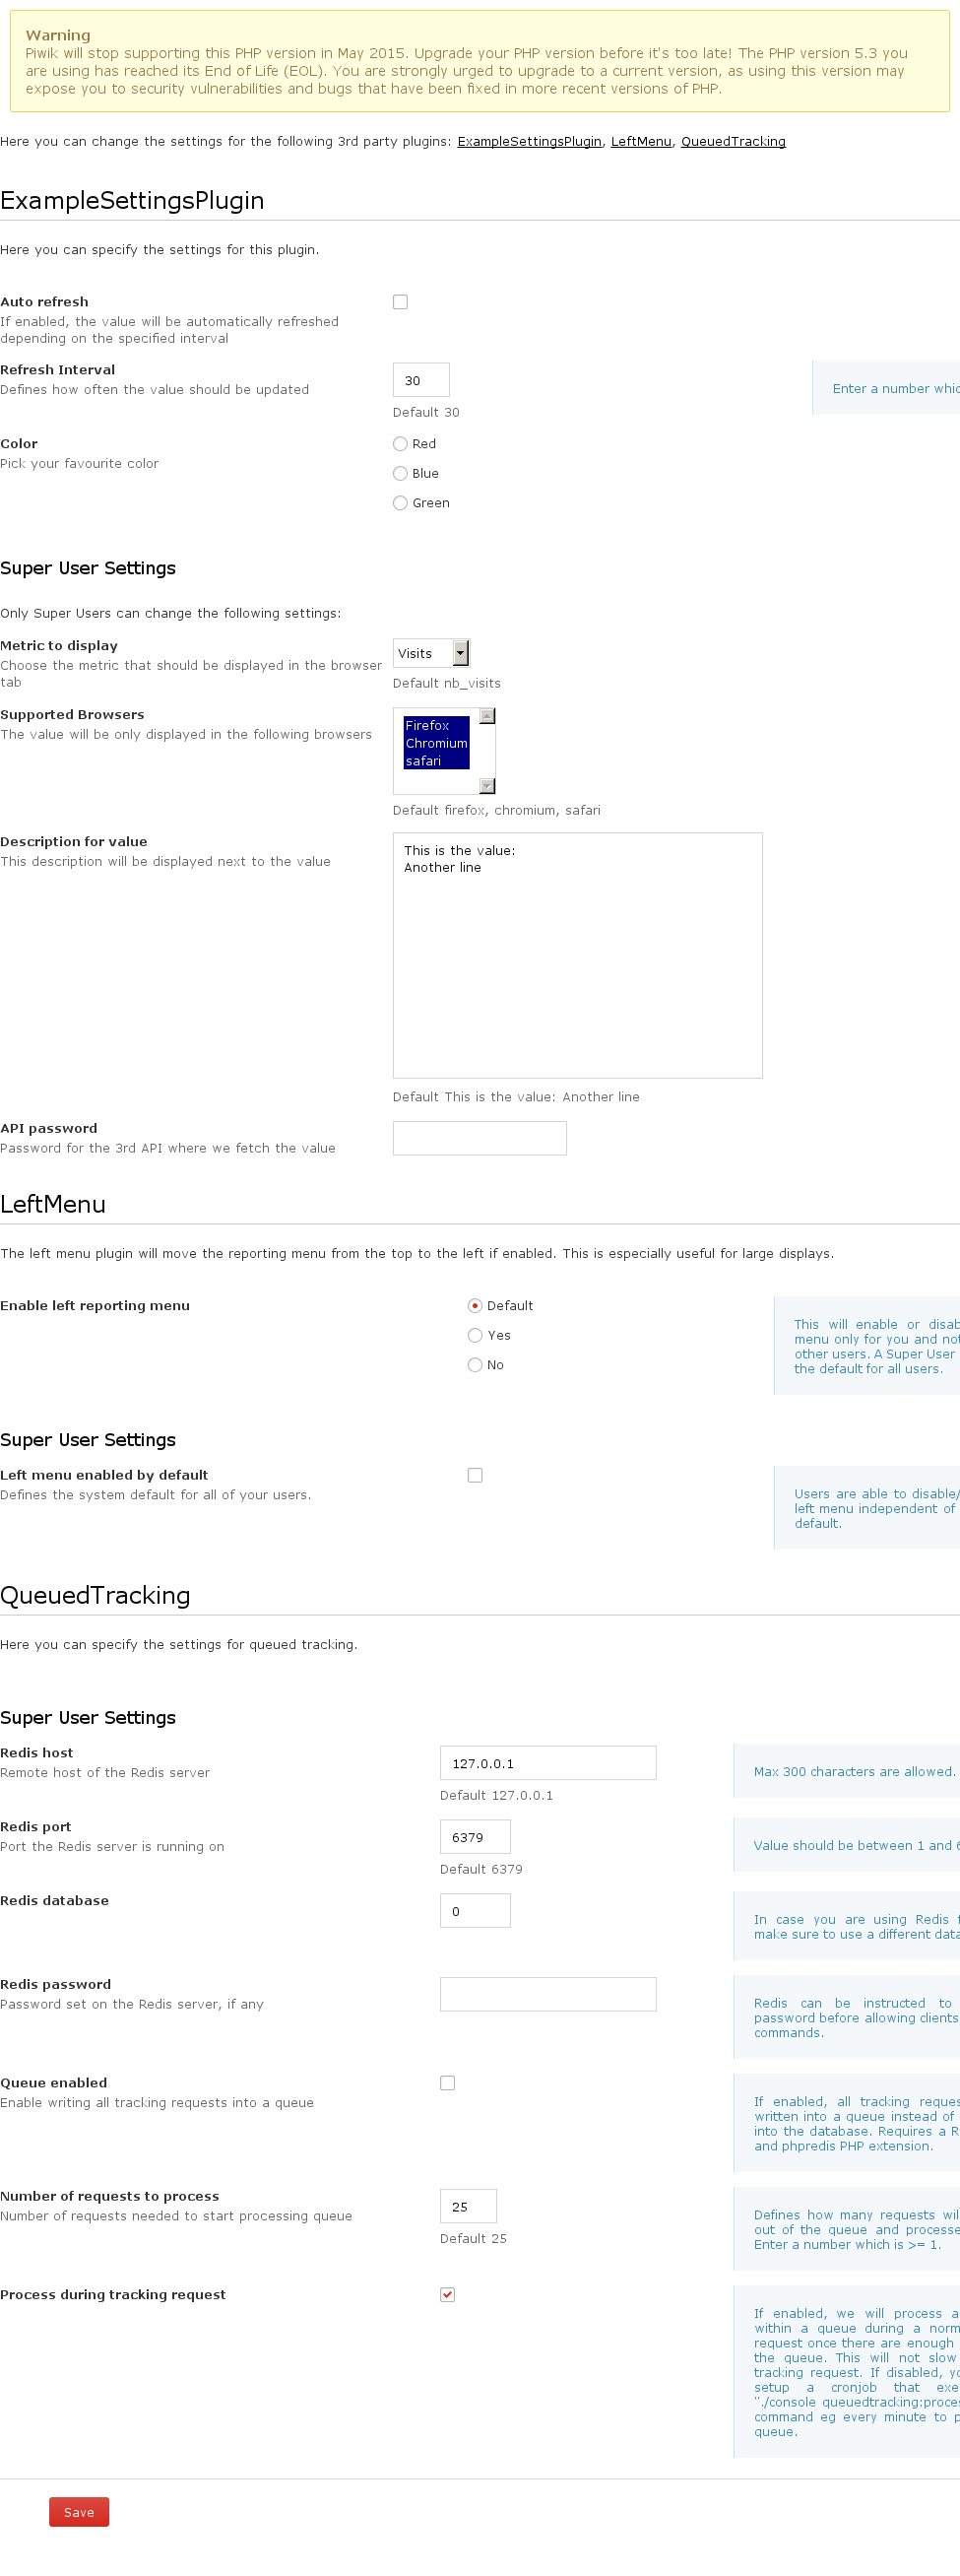 Warning
Piwik will stop supporting this PHP version in May 2015. Upgrade your PHP version before it's too late! The PHP version 5.3 you
are using has reached its End of Life (EOL). You are strongly urged to upgrade to a current version, as using this version may
expose you to security vulnerabilities and bugs that have been fixed in more recent versions of PHP.
Here you can change the settings for the following 3rd party plugins: ExampleSettingsPlugin, LeftMenu, QueuedTracking
ExampleSettingsPlugin
Here you can specify the settings for this plugin.
Auto refresh
If enabled, the value will be automatically refreshed
depending on the specified interval
Refresh Interval
Defines how often the value should be updated
30
Default 30
Enter a number whic
Color
Pick your favourite color
Red
Blue
Green
Super User Settings
Only Super Users can change the following settings:
Metric to display
Choose the metric that should be displayed in the browser
tab
Visits
Default nb_visits
Supported Browsers
The value will be only displayed in the following browsers
Firefox
Chromium
safari
Default firefox, chromium, safari
Description for value
This description will be displayed next to the value
This is the value:
Another line
Default This is the value: Another line
API password
Password for the 3rd API where we fetch the value
LeftMenu
The left menu plugin will move the reporting menu from the top to the left if enabled. This is especially useful for large displays.
Enable left reporting menu
Default
Yes
No
This will enable or disab
menu only for you and not
other users. A Super User
the default for all users.
Super User Settings
Left menu enabled by default
Defines the system default for all of your users.
Users are able to disable/
left menu independent of
default.
QueuedTracking
Here you can specify the settings for queued tracking.
Super User Settings
Redis host
Remote host of the Redis server
127.0.0.1
Default 127.0.0.1
Max 300 characters are allowed.
Redis port
Port the Redis server is running on
6379
Default 6379
Value should be between 1 and 6
Redis database
0
In case you are using Redis f
make sure to use a different data
Redis password
Password set on the Redis server, if any
Redis can be instructed to
password before allowing clients
commands.
Queue enabled
Enable writing all tracking requests into a queue
If enabled, all tracking reques
written into a queue instead of
into the database. Requires a R
and phpredis PHP extension.
Number of requests to process
Number of requests needed to start processing queue
25
Default 25
Defines how many requests wil
out of the queue and processe
Enter a number which is >= 1.
Process during tracking request
If enabled, we will process a
within a queue during a norm
request once there are enough
the queue. This will not slow
tracking request. If disabled, yo
setup a cronjob that exe
"./console queuedtracking:proces
command eg every minute to p
queue.
Save